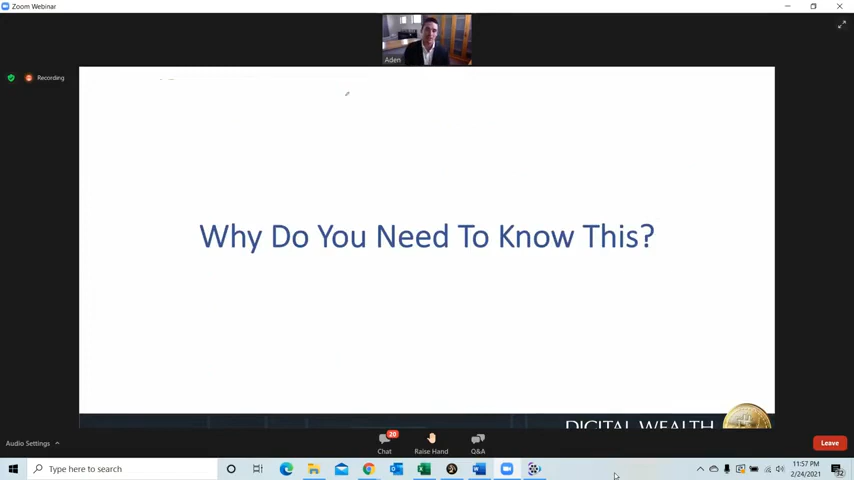 Zoom Webinar
Aden
Recording
Why Do You Need To Know This?
DIGITAL WEALTH
Audio Settings
20
Chat
Raise Hand
Q&A
Leave
Type here to search
11:57 PM
2/24/2021